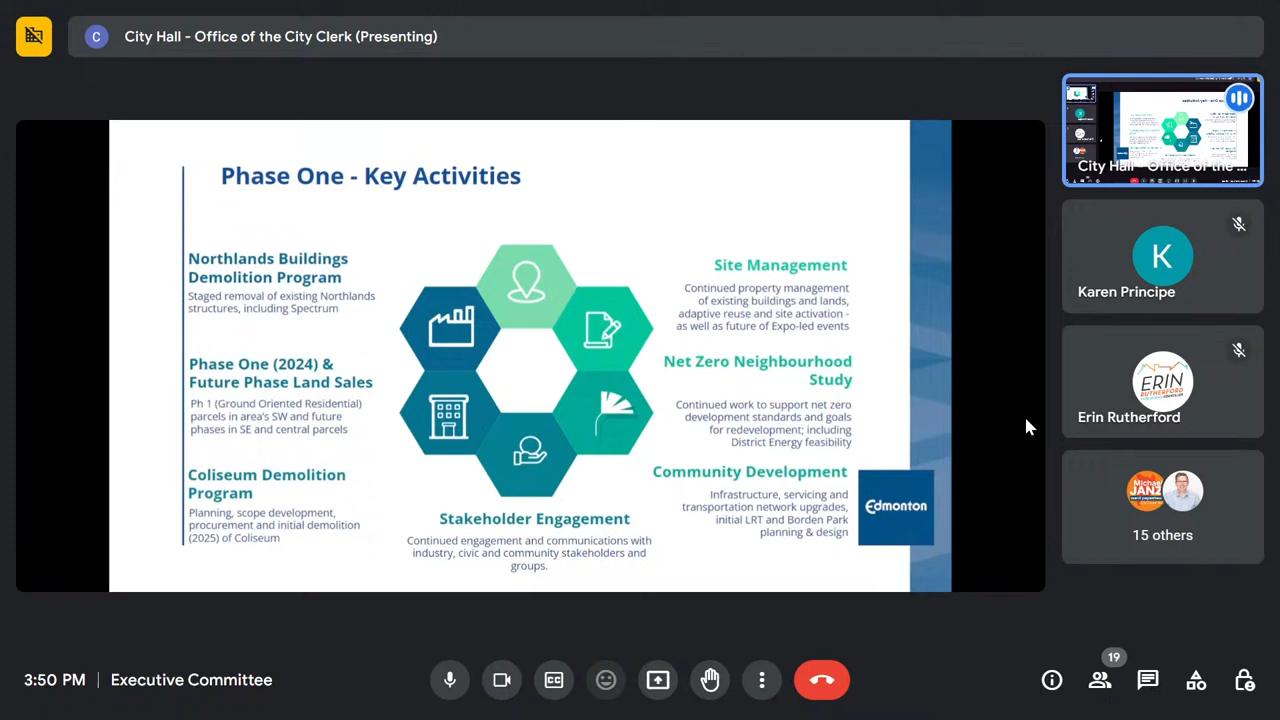 C
City Hall - Office of the City Clerk (Presenting)
Phase One - Key Activities
Northlands Buildings
Demolition Program
Staged removal of existing Northlands
structures, including Spectrum
Phase One (2024) &
Future Phase Land Sales
Ph 1 (Ground Oriented Residential)
parcels in area's SW and future
phases in SE and central parcels
Coliseum Demolition
Program
Planning, scope development,
procurement and initial demolition
(2025) of Coliseum
Stakeholder Engagement
Continued engagement and communications with
industry, civic and community stakeholders and
groups.
Site Management
Continued property management
of existing buildings and lands,
adaptive reuse and site activation -
as well as future of Expo-led events
Net Zero Neighbourhood
Study
Continued work to support net zero
development standards and goals
for redevelopment; including
District Energy feasibility
Community Development
Infrastructure, servicing and
transportation network upgrades,
initial LRT and Borden Park
planning & design
Edmonton
City Hall - Office of the ...
K
Karen Principe
ERIN
RUTHERFORD
Erin Rutherford
Michael
JANZ
15 others
3:50 PM | Executive Committee
CC
19